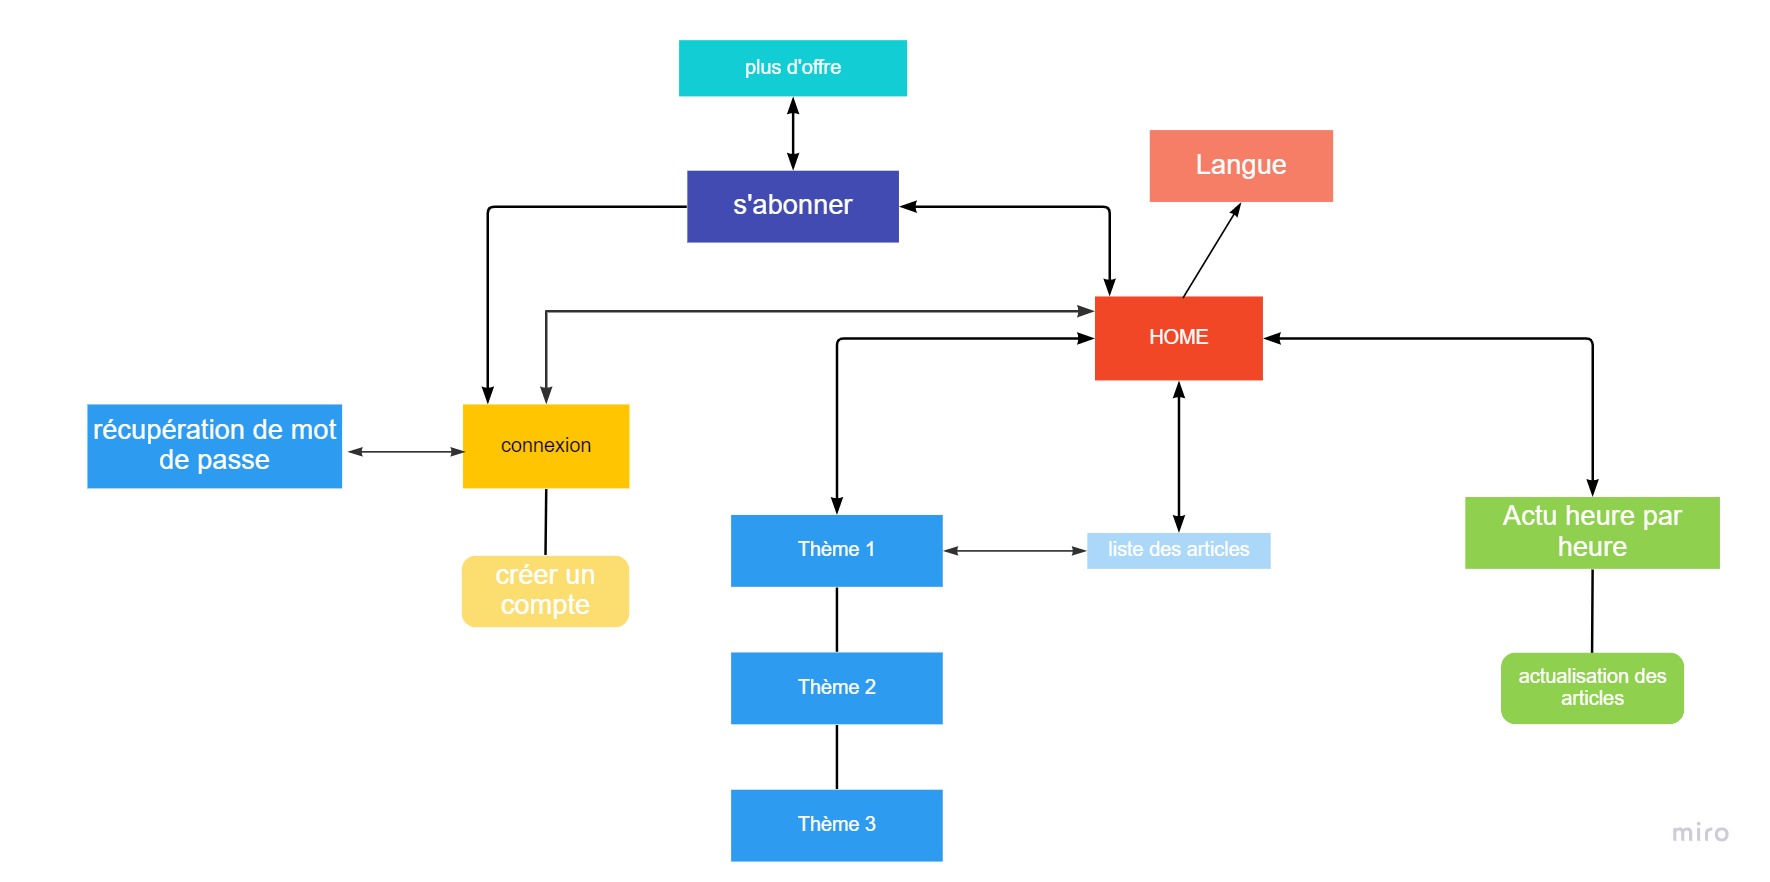 plus d'offre
Langue
s'abonner
HOME
récupération de mot
de passe
connexion
créer un
compte
Thème 1
liste des articles
Actu heure par
heure
Thème 2
actualisation des
articles
Thème 3
miro